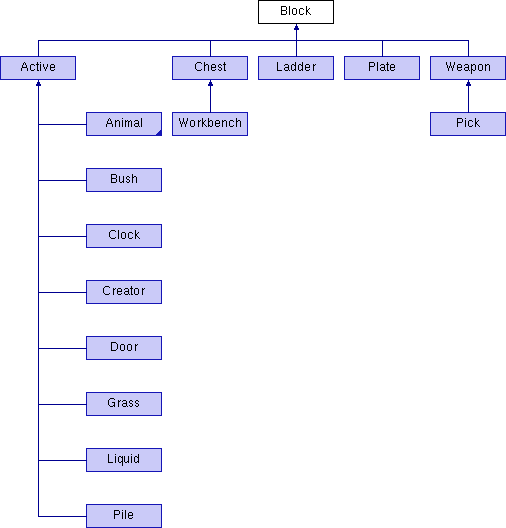 Block
Active
Chest
Ladder
Plate
Weapon
Animal
Workbench
Pick
Bush
Clock
Creator
Door
Grass
Liquid
Pile